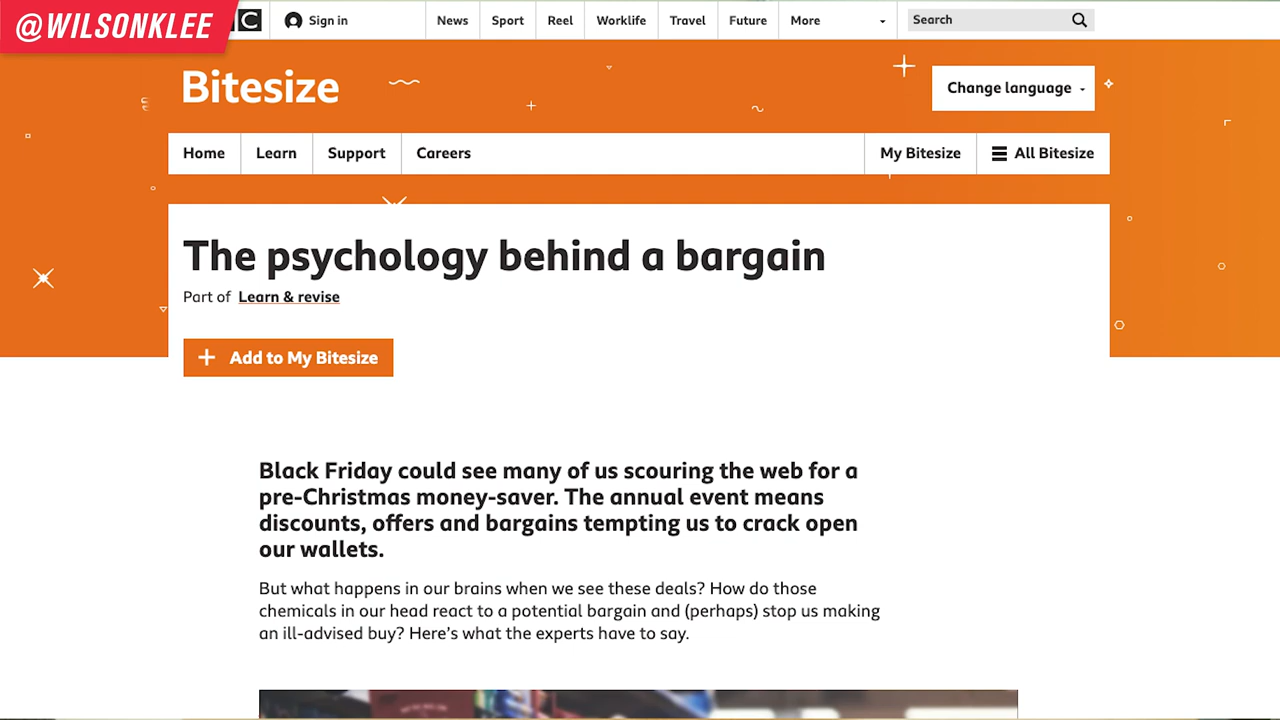 @WILSONKLEE
C
Sign in
News
Sport
Reel
Worklife
Travel
Future
More
Search
Bitesize
Change language
Home
Learn
Support
Careers
My Bitesize
All Bitesize
The psychology behind a bargain
Part of Learn & revise
+ Add to My Bitesize
Black Friday could see many of us scouring the web for a
pre-Christmas money-saver. The annual event means
discounts, offers and bargains tempting us to crack open
our wallets.
But what happens in our brains when we see these deals? How do those
chemicals in our head react to a potential bargain and (perhaps) stop us making
an ill-advised buy? Here’s what the experts have to say.